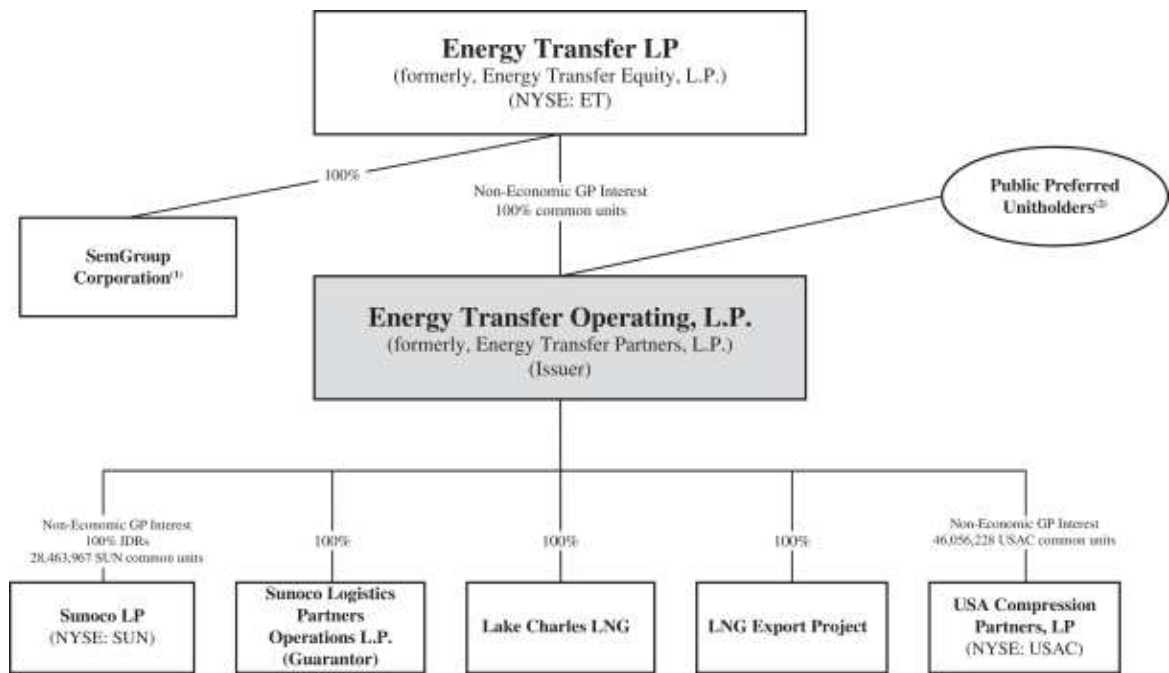 Energy Transfer LP
(formerly, Energy Transfer Equity, L.P.)
(NYSE: ET)
100%
Non-Economic GP Interest
100% common units
Public Preferred
Unitholders⁽²⁾
SemGroup
Corporation⁽¹⁾
Energy Transfer Operating, L.P.
(formerly, Energy Transfer Partners, L.P.)
(Issuer)
Non-Economic GP Interest
100% IDRs
28,463,967 SUN common units
100%
100%
100%
Non-Economic GP Interest
46,056,228 USAC common units
Sunoco LP
(NYSE: SUN)
Sunoco Logistics
Partners
Operations L.P.
(Guarantor)
Lake Charles LNG
LNG Export Project
USA Compression
Partners, LP
(NYSE: USAC)